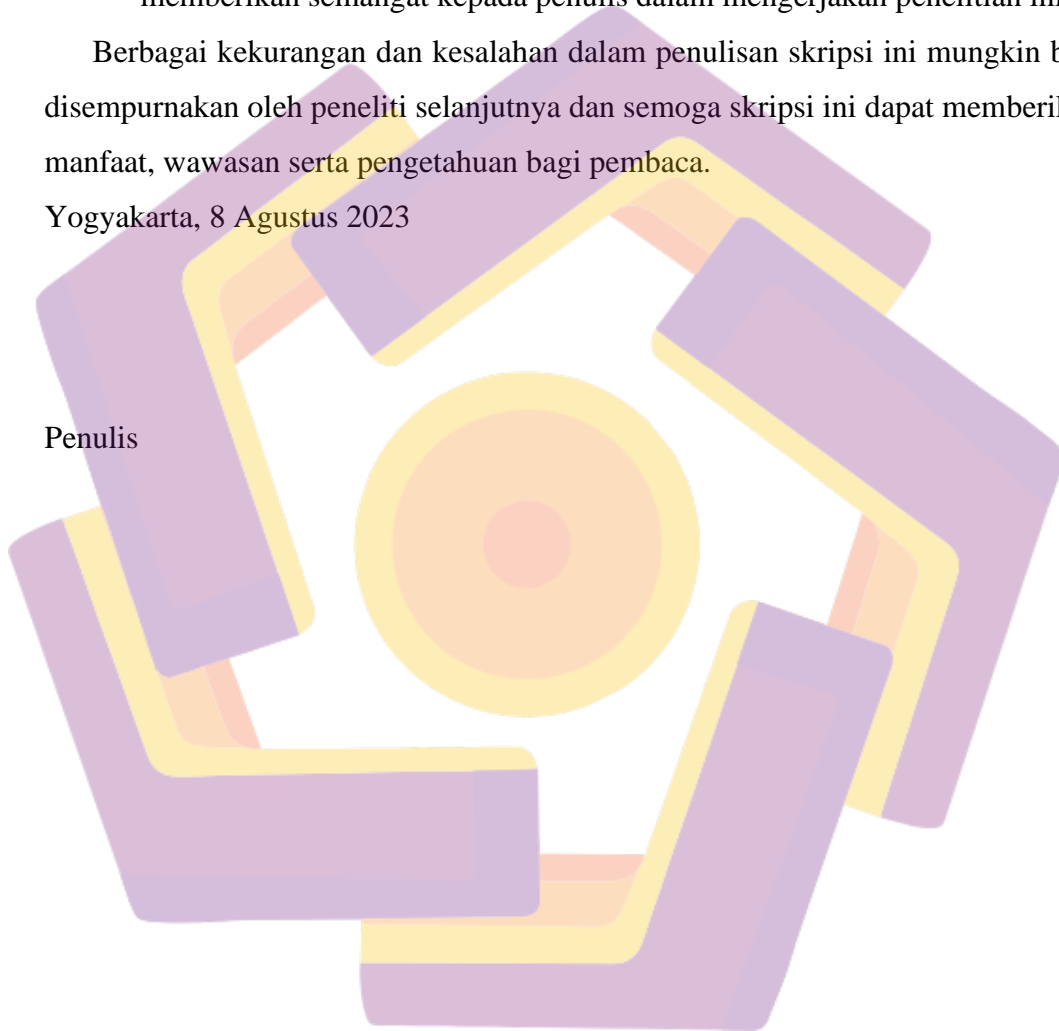 memberikan semangat kepada penulis dalam mengerjakan penelitian ini
Berbagai kekurangan dan kesalahan dalam penulisan skripsi ini mungkin
disempurnakan oleh peneliti selanjutnya dan semoga skripsi ini dapat
manfaat, wawasan serta pengetahuan bagi pembaca.
Yogyakarta, 8 Agustus 2023
Penulis